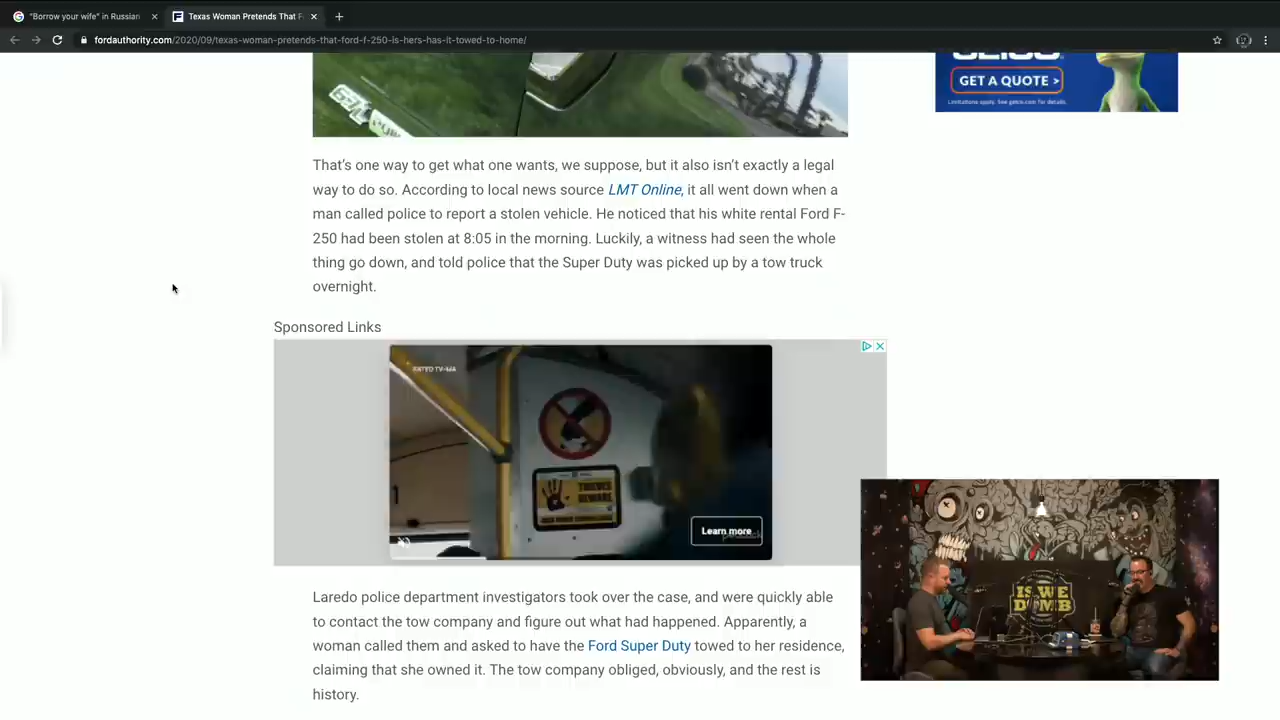 "Borrow your wife" in Russian
Texas Woman Pretends That F
fordauthority.com/2020/09/texas-woman-pretends-that-ford-f-250-is-hers-has-it-towed-to-home/
GEICO
GET A QUOTE >
Limitations apply. See geico.com for details.
That's one way to get what one wants, we suppose, but it also isn't exactly a legal
way to do so. According to local news source LMT Online, it all went down when a
man called police to report a stolen vehicle. He noticed that his white rental Ford F-
250 had been stolen at 8:05 in the morning. Luckily, a witness had seen the whole
thing go down, and told police that the Super Duty was picked up by a tow truck
overnight.
Sponsored Links
RATED TV-MA
THIEVES
BEWARE
Learn more
IS WE
DUMB
Laredo police department investigators took over the case, and were quickly able
to contact the tow company and figure out what had happened. Apparently, a
woman called them and asked to have the Ford Super Duty towed to her residence,
claiming that she owned it. The tow company obliged, obviously, and the rest is
history.